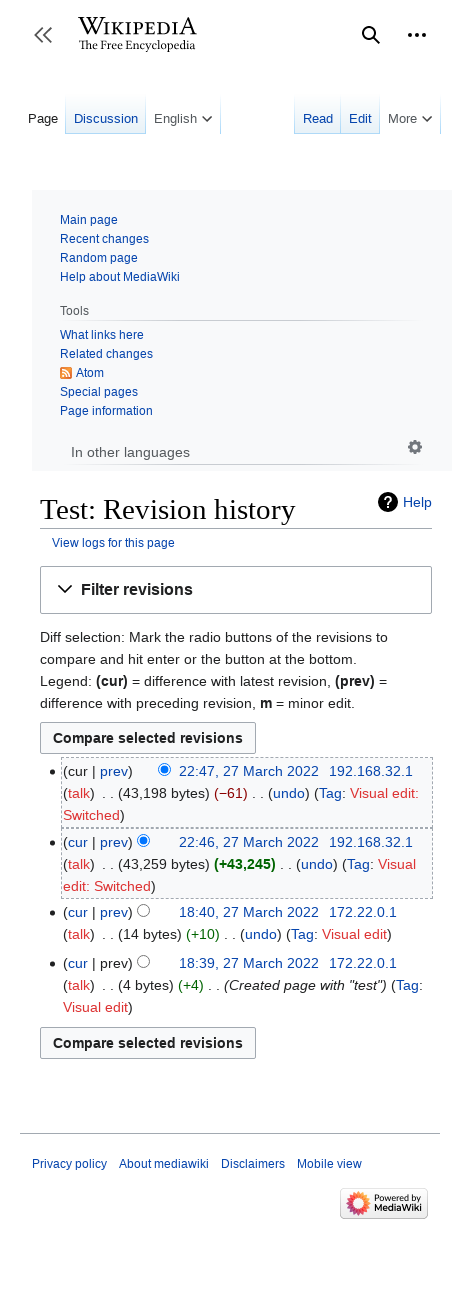 WIKIPEDIA
The Free Encyclopedia
Page Discussion English Read Edit More
Main page
Recent changes
Random page
Help about MediaWiki
Tools
What links here
Related changes
Atom
Special pages
Page information
In other languages
Test: Revision history Help
View logs for this page
Filter revisions
Diff selection: Mark the radio buttons of the revisions to
compare and hit enter or the button at the bottom.
Legend: (cur) = difference with latest revision, (prev) =
difference with preceding revision, m = minor edit.
Compare selected revisions
(cur | prev) 22:47, 27 March 2022 192.168.32.1
(talk) . . (43,198 bytes) (−61) . . (undo) (Tag: Visual edit:
Switched)
(cur | prev) 22:46, 27 March 2022 192.168.32.1
(talk) . . (43,259 bytes) (+43,245) . . (undo) (Tag: Visual
edit: Switched)
(cur | prev) 18:40, 27 March 2022 172.22.0.1
(talk) . . (14 bytes) (+10) . . (undo) (Tag: Visual edit)
(cur | prev) 18:39, 27 March 2022 172.22.0.1
(talk) . . (4 bytes) (+4) . . (Created page with "test") (Tag:
Visual edit)
Compare selected revisions
Privacy policy About mediawiki Disclaimers Mobile view
Powered by
MediaWiki